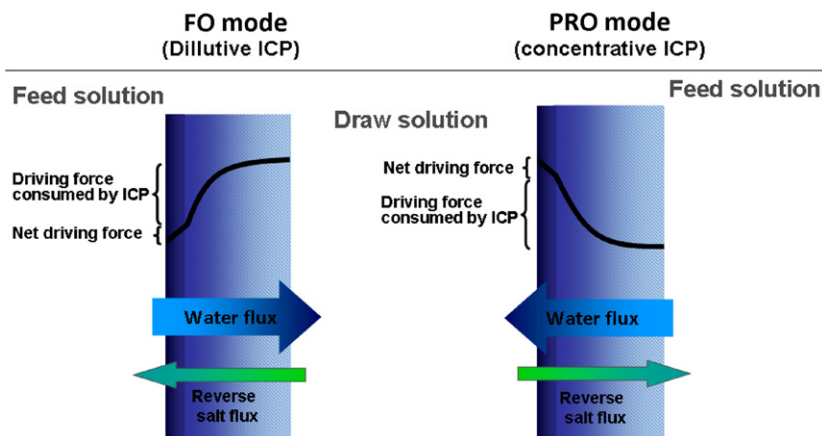 FO mode
(Dillutive ICP)
PRO mode
(concentrative ICP)
Feed solution
Draw solution
Feed solution
Driving force
consumed by ICP
Net driving force
Net driving force
Driving force
consumed by ICP
Water flux
Water flux
Reverse
salt flux
Reverse
salt flux